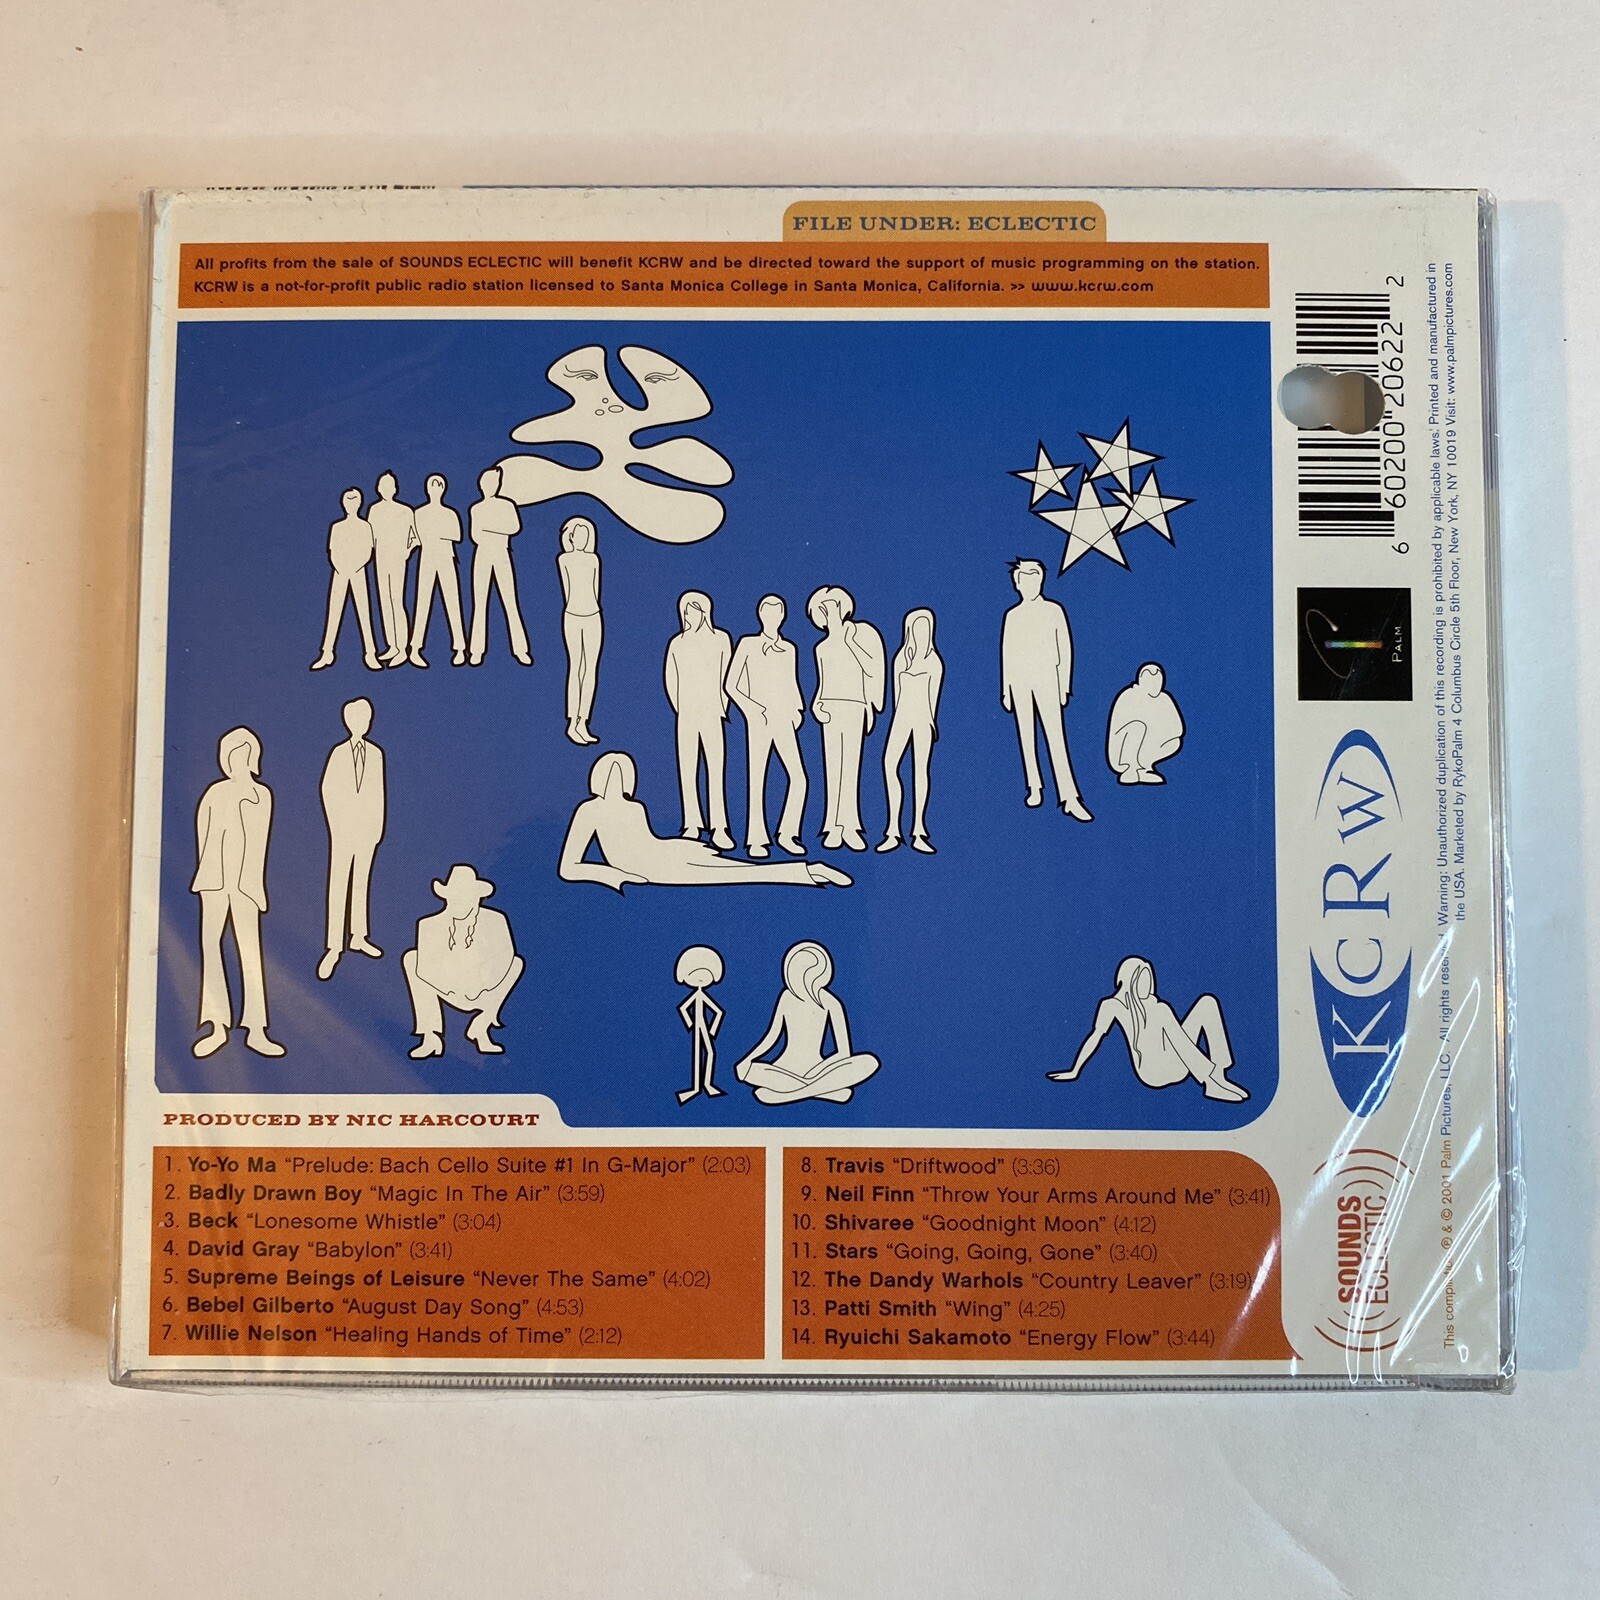 FILE UNDER: ECLECTIC
All profits from the sale of SOUNDS ECLECTIC will benefit KCRW and be directed toward the support of music programming on the station.
KCRW is a not-for-profit public radio station licensed to Santa Monica College in Santa Monica, California. >> www.kcrw.com
PRODUCED BY NIC HARCOURT
1. Yo-Yo Ma “Prelude: Bach Cello Suite #1 In G-Major” (2:03)
2. Badly Drawn Boy “Magic In The Air” (3:59)
3. Beck “Lonesome Whistle” (3:04)
4. David Gray “Babylon” (3:41)
5. Supreme Beings of Leisure “Never The Same” (4:02)
6. Bebel Gilberto “August Day Song” (4:53)
7. Willie Nelson “Healing Hands of Time” (2:12)
8. Travis “Driftwood” (3:36)
9. Neil Finn “Throw Your Arms Around Me” (3:41)
10. Shivaree “Goodnight Moon” (4:12)
11. Stars “Going, Going, Gone” (3:40)
12. The Dandy Warhols “Country Leaver” (3:19)
13. Patti Smith “Wing” (4:25)
14. Ryuichi Sakamoto “Energy Flow” (3:44)
6 60200 20622 2
PALM
KCRW
SOUNDS
ECLECTIC
This ℗ & © 2001 Palm Pictures, LLC. All rights Warning: Unauthorized duplication of this recording is prohibited by applicable laws. Printed and manufactured in
the USA. Marketed by RykoPalm 4 Columbus Circle 5th Floor, New York, NY 10019 Visit: www.palmpictures.com